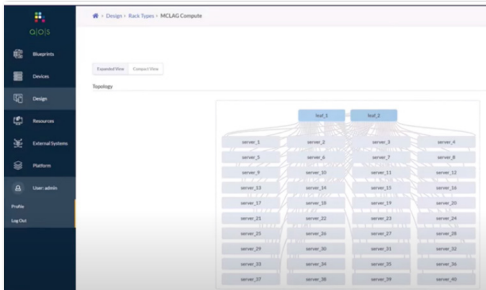 Design › Rack Types › MCLAG Compute
a|o|s
Blueprints
Devices
Design
Resources
External Systems
Platform
User: admin
Profile
Log Out
Expanded View Compact View
Topology
leaf_1 leaf_2
server_1 server_2 server_3 server_4
server_5 server_6 server_7 server_8
server_9 server_10 server_11 server_12
server_13 server_14 server_15 server_16
server_17 server_18 server_19 server_20
server_21 server_22 server_23 server_24
server_25 server_26 server_27 server_28
server_29 server_30 server_31 server_32
server_33 server_34 server_35 server_36
server_37 server_38 server_39 server_40